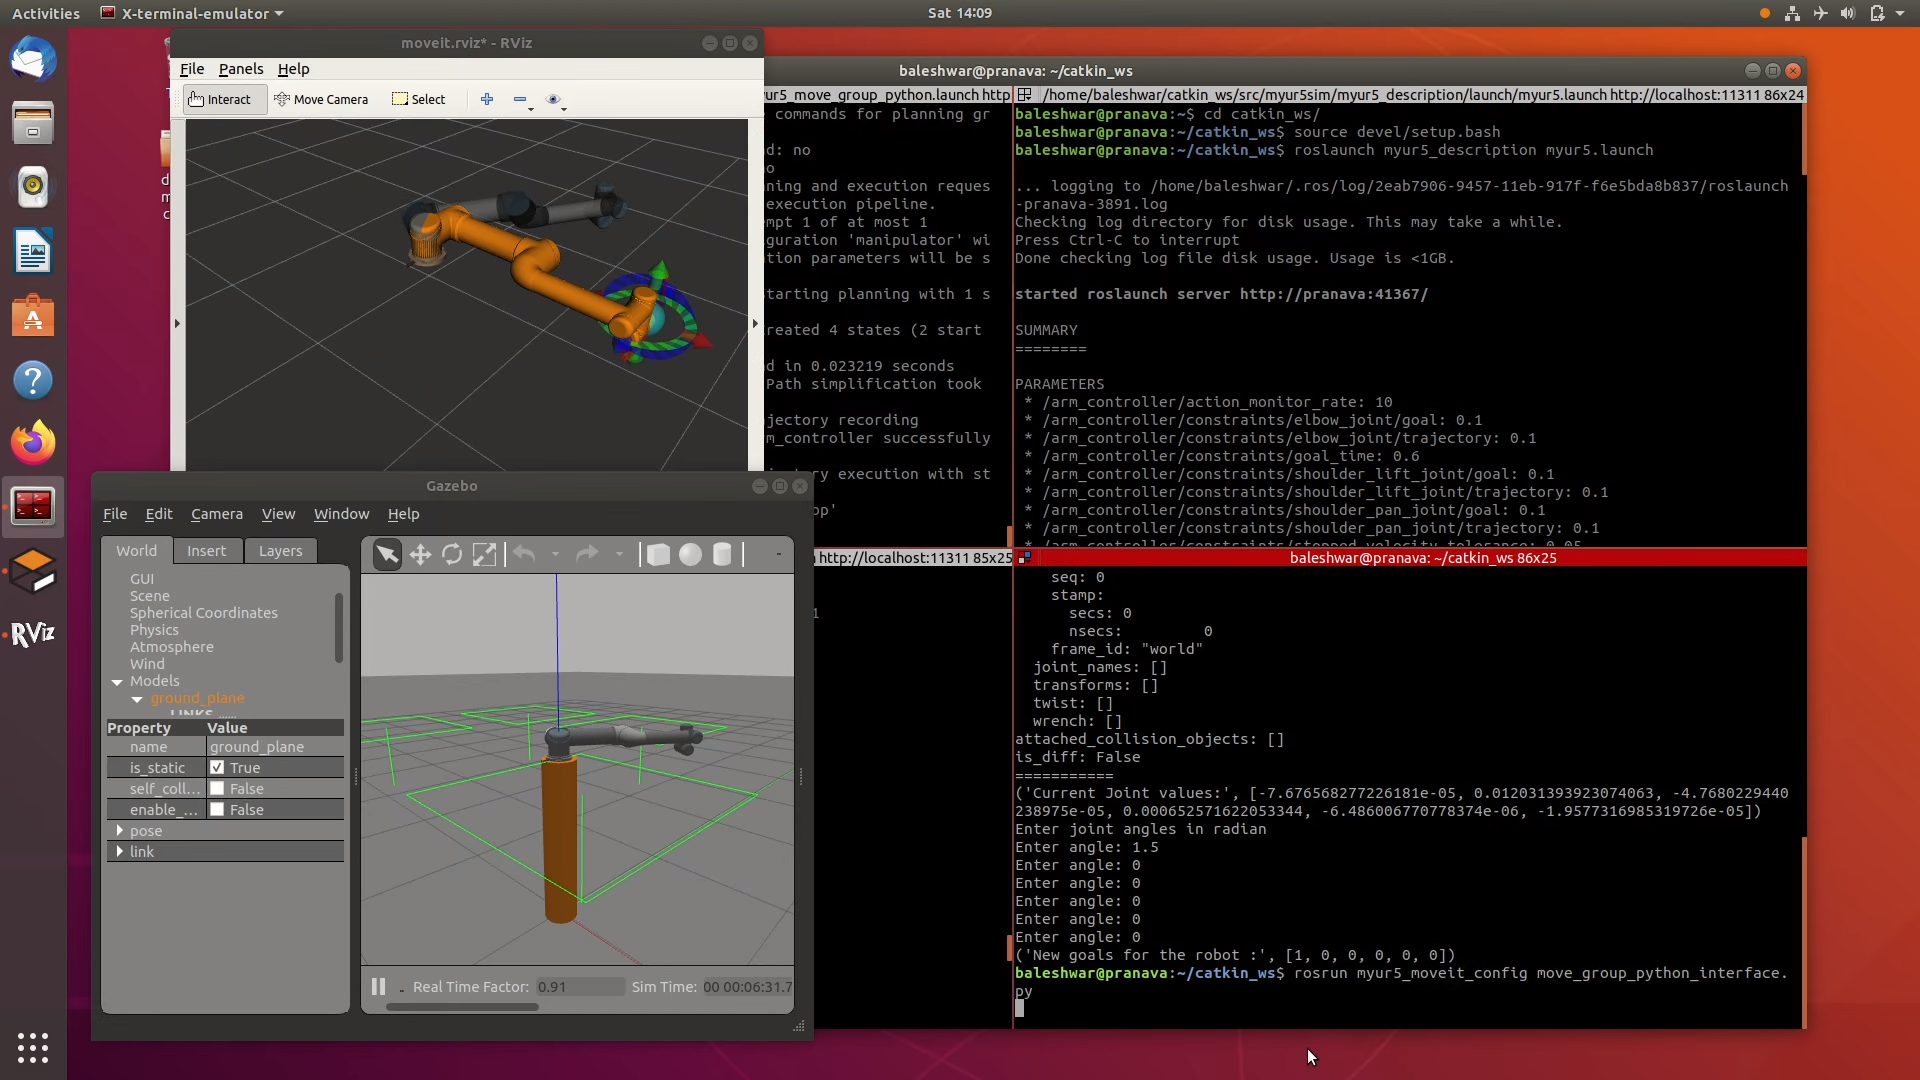 Activities
X-terminal-emulator
Sat 14:09
moveit.rviz* - RViz
File Panels Help
Interact Move Camera Select
baleshwar@pranava: ~/catkin_ws
ur5_move_group_python.launch http
commands for planning gr
d: no
o
ning and execution reques
execution pipeline.
empt 1 of at most 1
guration 'manipulator' wi
tion parameters will be s
starting planning with 1 s
reated 4 states (2 start
d in 0.023219 seconds
Path simplification took
jectory recording
m_controller successfully
ry execution with st
op'
http://localhost:11311 85x25
1
/home/baleshwar/catkin_ws/src/myur5sim/myur5_description/launch/myur5.launch http://localhost:11311 86x24
baleshwar@pranava:~$ cd catkin_ws/
baleshwar@pranava:~/catkin_ws$ source devel/setup.bash
baleshwar@pranava:~/catkin_ws$ roslaunch myur5_description myur5.launch
... logging to /home/baleshwar/.ros/log/2eab7906-9457-11eb-917f-f6e5bda8b837/roslaunch
-pranava-3891.log
Checking log directory for disk usage. This may take a while.
Press Ctrl-C to interrupt
Done checking log file disk usage. Usage is <1GB.
started roslaunch server http://pranava:41367/
SUMMARY
========
PARAMETERS
* /arm_controller/action_monitor_rate: 10
* /arm_controller/constraints/elbow_joint/goal: 0.1
* /arm_controller/constraints/elbow_joint/trajectory: 0.1
* /arm_controller/constraints/goal_time: 0.6
* /arm_controller/constraints/shoulder_lift_joint/goal: 0.1
* /arm_controller/constraints/shoulder_lift_joint/trajectory: 0.1
* /arm_controller/constraints/shoulder_pan_joint/goal: 0.1
* /arm_controller/constraints/shoulder_pan_joint/trajectory: 0.1
* /arm_controller/constraints/stopped_velocity_tolerance: 0.05
baleshwar@pranava: ~/catkin_ws 86x25
seq: 0
stamp:
secs: 0
nsecs:         0
frame_id: "world"
joint_names: []
transforms: []
twist: []
wrench: []
attached_collision_objects: []
is_diff: False
===========
('Current Joint values:', [-7.676568277226181e-05, 0.012031393923074063, -4.7680229440
238975e-05, 0.000652571622053344, -6.486006770778374e-06, -1.9577316985319726e-05])
Enter joint angles in radian
Enter angle: 1.5
Enter angle: 0
Enter angle: 0
Enter angle: 0
Enter angle: 0
Enter angle: 0
('New goals for the robot :', [1, 0, 0, 0, 0, 0])
baleshwar@pranava:~/catkin_ws$ rosrun myur5_moveit_config move_group_python_interface.
py
Gazebo
File Edit Camera View Window Help
World Insert Layers
GUI
Scene
Spherical Coordinates
Physics
Atmosphere
Wind
Models
ground_plane
LINKS
Property Value
name ground_plane
is_static True
self_coll... False
enable_... False
pose
link
Real Time Factor: 0.91 Sim Time: 00 00:06:31.7
RViz
d
m
c